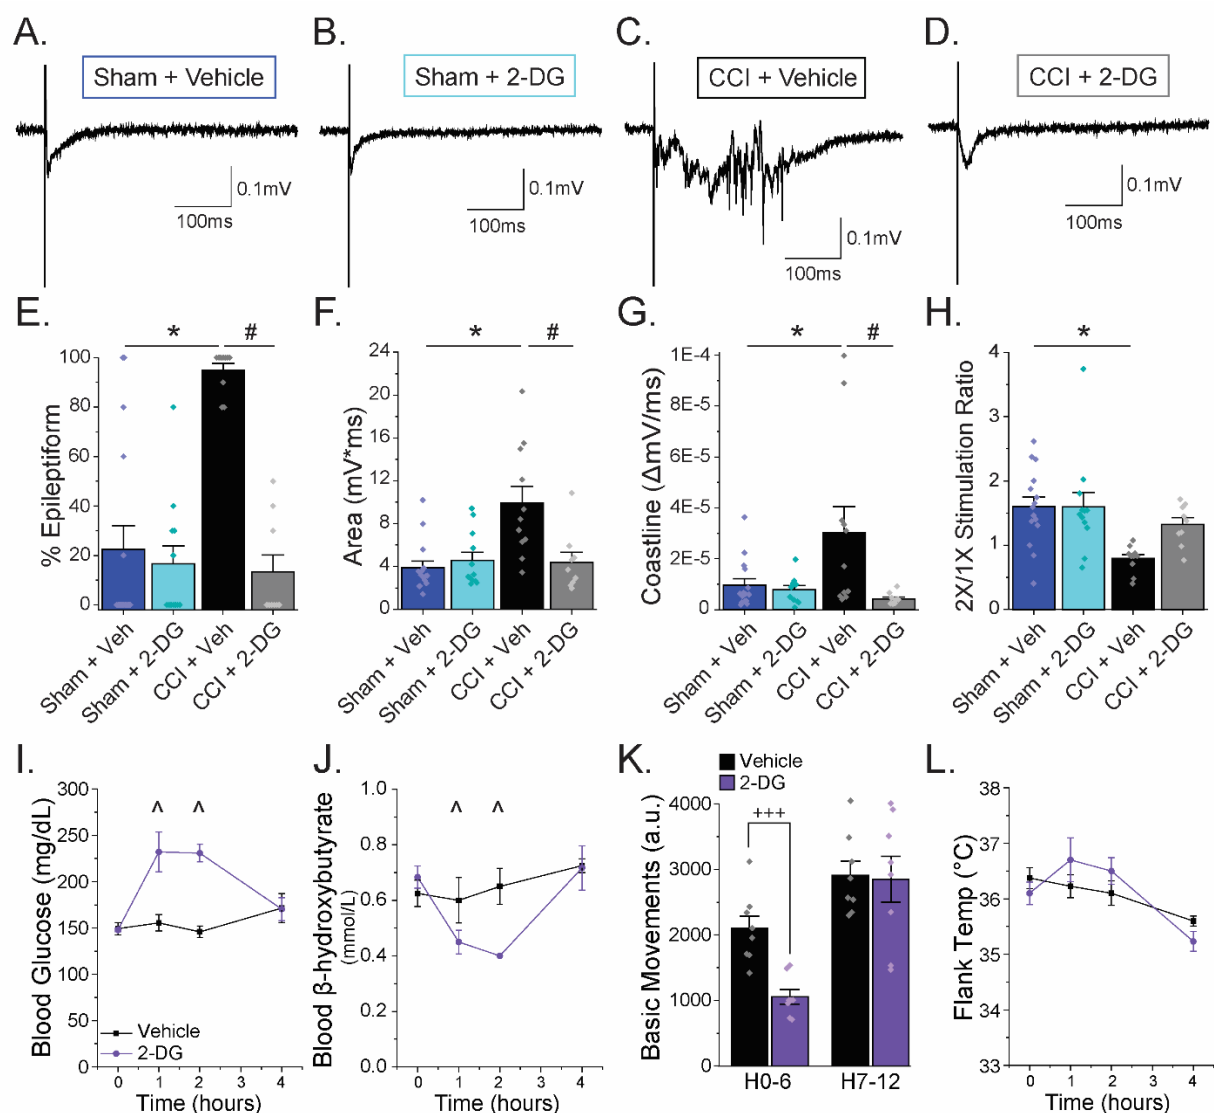 A.
B.
C.
D.
Sham + Vehicle
Sham + 2-DG
CCI + Vehicle
CCI + 2-DG
0.1mV
100ms
0.1mV
100ms
0.1mV
100ms
0.1mV
100ms
E.
F.
G.
H.
* #
* #
* #
*
% Epileptiform
100
80
60
40
20
0
Sham + Veh
Sham + 2-DG
CCI + Veh
CCI + 2-DG
Area (mV*ms)
24
20
16
12
8
4
0
Sham + Veh
Sham + 2-DG
CCI + Veh
CCI + 2-DG
Coastline (ΔmV/ms)
1E-4
8E-5
6E-5
4E-5
2E-5
0
Sham + Veh
Sham + 2-DG
CCI + Veh
CCI + 2-DG
2X/1X Stimulation Ratio
4
3
2
1
0
Sham + Veh
Sham + 2-DG
CCI + Veh
CCI + 2-DG
I.
J.
K.
L.
Blood Glucose (mg/dL)
300
250
200
150
100
50
0
^ ^
Vehicle
2-DG
0 1 2 4
Time (hours)
Blood β-hydroxybutyrate
(mmol/L)
1.0
0.8
0.6
0.4
0.2
0.0
^ ^
0 1 2 4
Time (hours)
Vehicle
2-DG
Basic Movements (a.u.)
4000
3000
2000
1000
0
+++
H0-6 H7-12
Flank Temp (°C)
38
37
36
35
34
33
0 1 2 4
Time (hours)